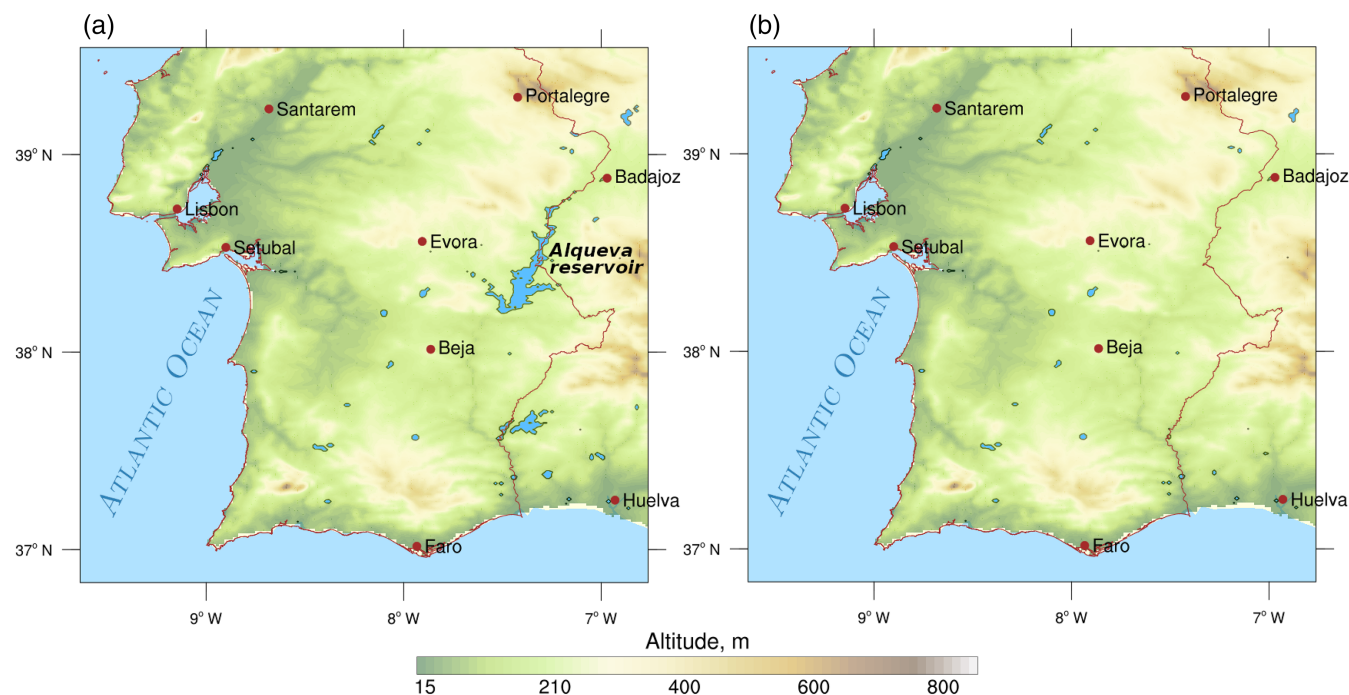 (a)
Santarem
Portalegre
39° N
Badajoz
Lisbon
Setubal
Evora
Alqueva
reservoir
ATLANTIC OCEAN
38° N
Beja
Huelva
37° N
Faro
9° W
8° W
7° W
(b)
Santarem
Portalegre
39° N
Badajoz
Lisbon
Setubal
Evora
ATLANTIC OCEAN
38° N
Beja
Huelva
37° N
Faro
9° W
8° W
7° W
Altitude, m
15 210 400 600 800